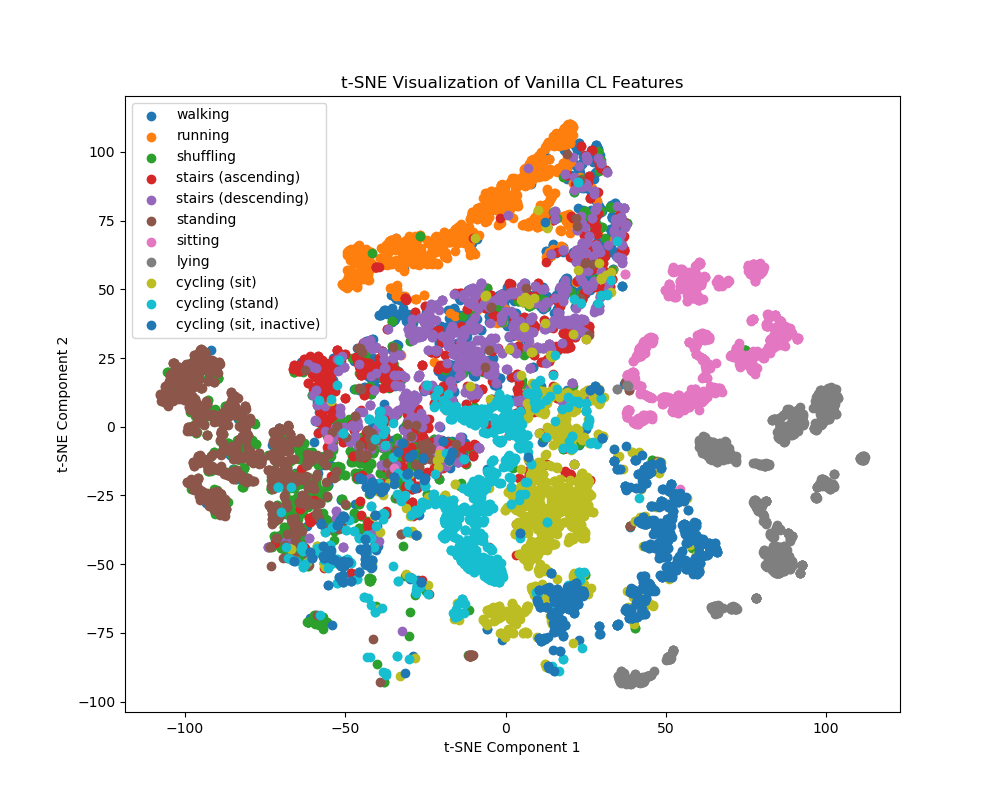 t-SNE Visualization of Vanilla CL Features
walking
running
shuffling
stairs (ascending)
stairs (descending)
standing
sitting
lying
cycling (sit)
cycling (stand)
cycling (sit, inactive)
t-SNE Component 2
100
75
50
25
0
−25
−50
−75
−100
−100
−50
0
50
100
t-SNE Component 1